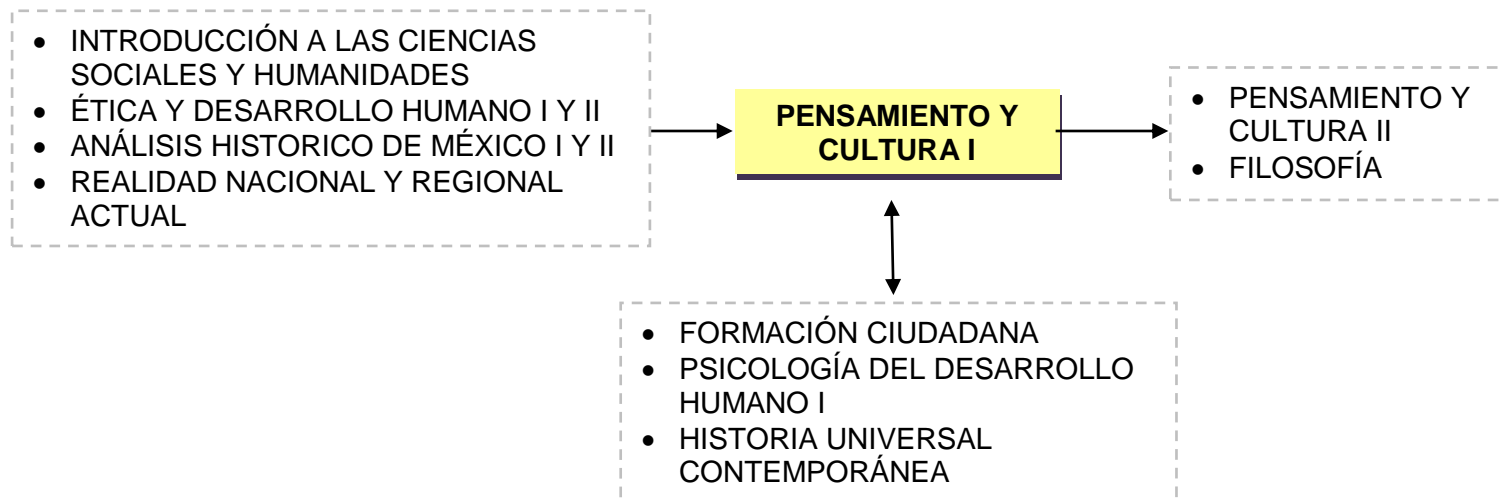 • INTRODUCCIÓN A LAS CIENCIAS
SOCIALES Y HUMANIDADES
• ÉTICA Y DESARROLLO HUMANO I Y II
• ANÁLISIS HISTORICO DE MÉXICO I Y II
• REALIDAD NACIONAL Y REGIONAL
ACTUAL
PENSAMIENTO Y
CULTURA I
• PENSAMIENTO Y
CULTURA II
• FILOSOFÍA
• FORMACIÓN CIUDADANA
• PSICOLOGÍA DEL DESARROLLO
HUMANO I
• HISTORIA UNIVERSAL
CONTEMPORÁNEA